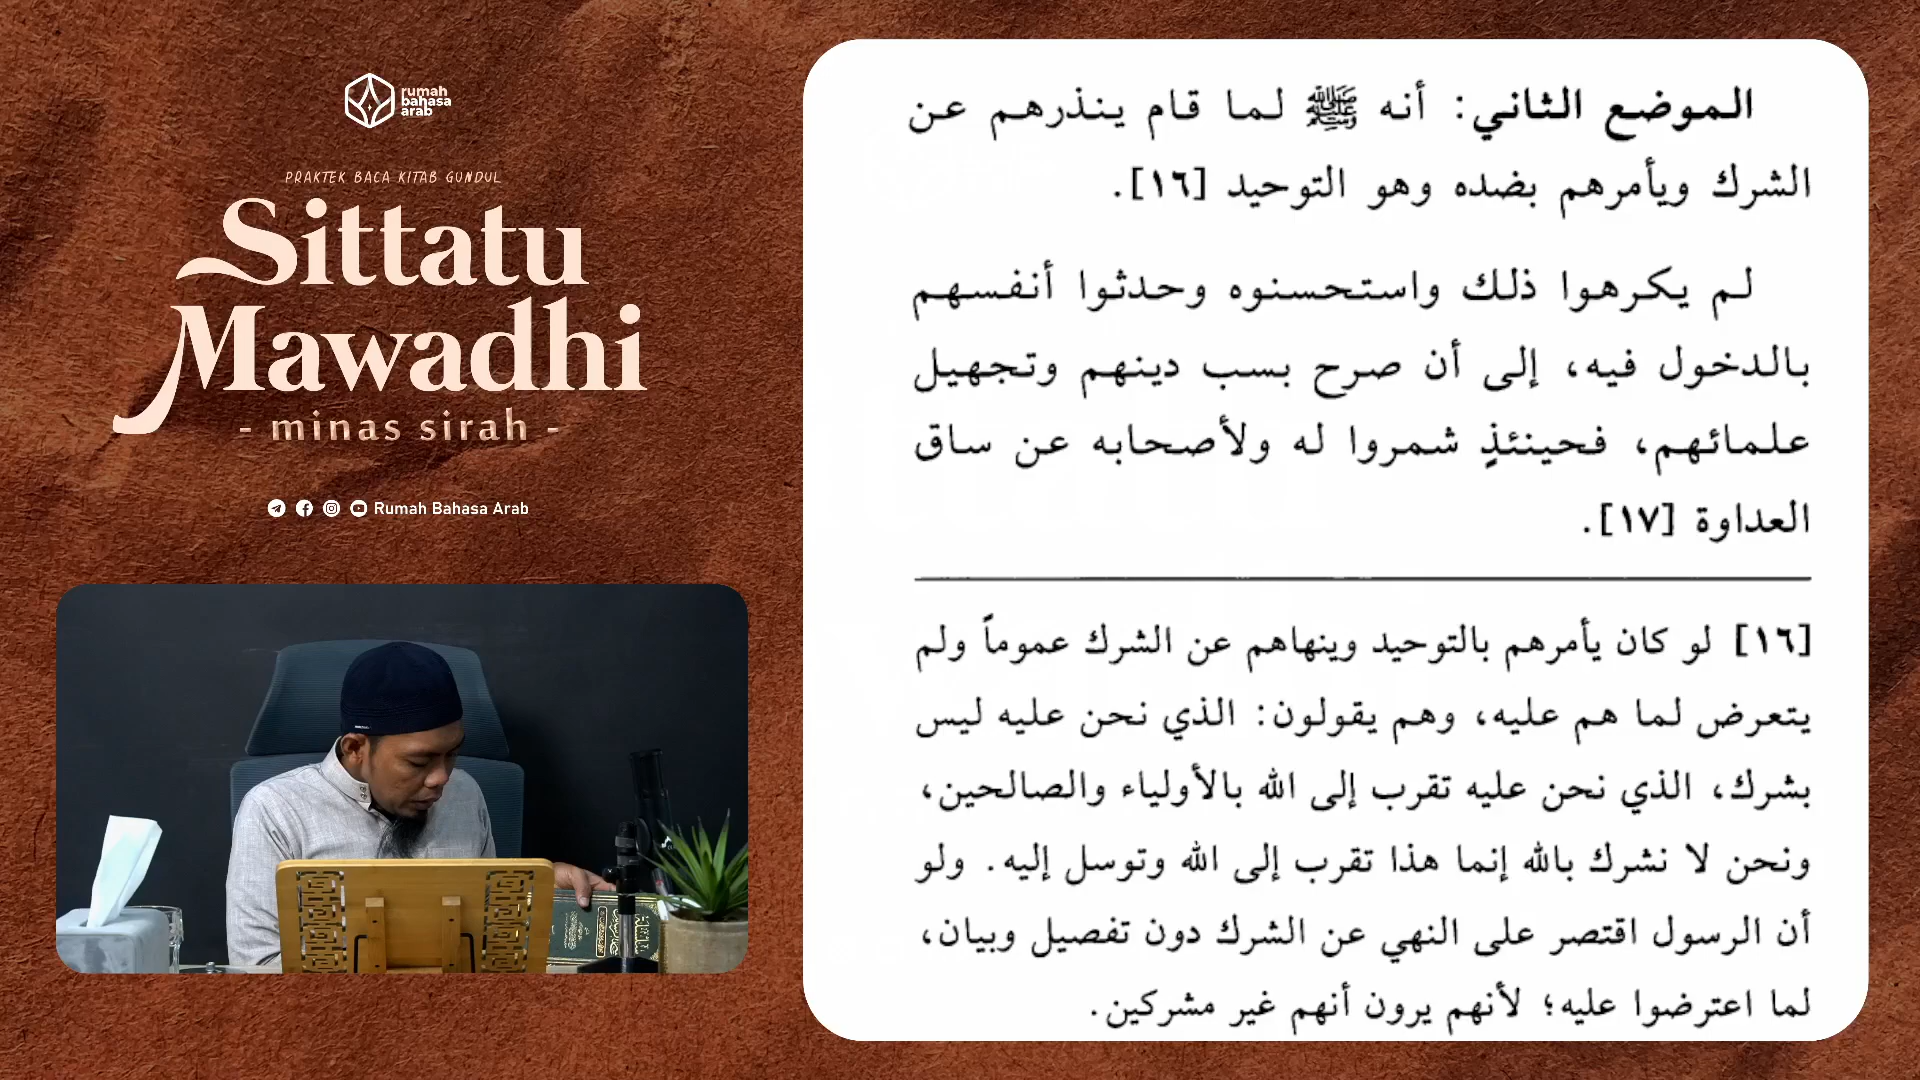 rumah
bahasa
arab
PRAKTEK BACA KITAB GUNDUL
Sittatu
Mawadhi
- minas sirah -
Rumah Bahasa Arab
الموضع الثاني: أنه ﷺ لما قام ينذرهم عن
الشرك ويأمرهم بضده وهو التوحيد [١٦].
لم يكرهوا ذلك واستحسنوه وحدثوا أنفسهم
بالدخول فيه، إلى أن صرح بسب دينهم وتجهيل
علمائهم، فحينئذٍ شمروا له ولأصحابه عن ساق
العداوة [١٧].
[١٦] لو كان يأمرهم بالتوحيد وينهاهم عن الشرك عموماً ولم
يتعرض لما هم عليه، وهم يقولون: الذي نحن عليه ليس
بشرك، الذي نحن عليه تقرب إلى الله بالأولياء والصالحين،
ونحن لا نشرك بالله إنما هذا تقرب إلى الله وتوسل إليه. ولو
أن الرسول اقتصر على النهي عن الشرك دون تفصيل وبيان،
لما اعترضوا عليه؛ لأنهم يرون أنهم غير مشركين.